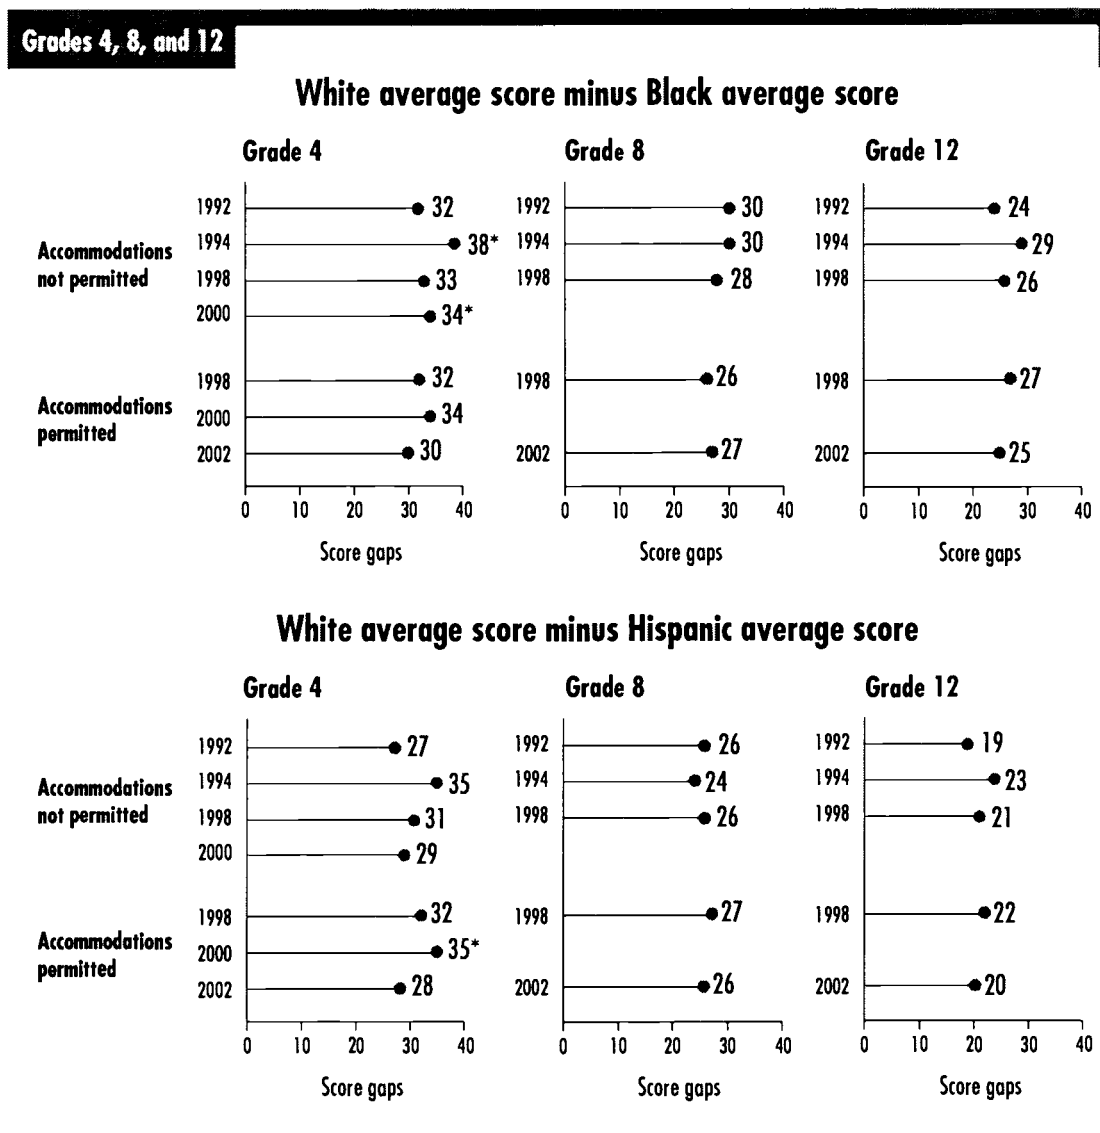 Grades 4, 8, and 12
White average score minus Black average score
Grade 4
Accommodations
not permitted
1992 32
1994 38*
1998 33
2000 34*
Accommodations
permitted
1998 32
2000 34
2002 30
0 10 20 30 40
Score gaps
Grade 8
1992 30
1994 30
1998 28
1998 26
2002 27
0 10 20 30 40
Score gaps
Grade 12
1992 24
1994 29
1998 26
1998 27
2002 25
0 10 20 30 40
Score gaps
White average score minus Hispanic average score
Grade 4
Accommodations
not permitted
1992 27
1994 35
1998 31
2000 29
Accommodations
permitted
1998 32
2000 35*
2002 28
0 10 20 30 40
Score gaps
Grade 8
1992 26
1994 24
1998 26
1998 27
2002 26
0 10 20 30 40
Score gaps
Grade 12
1992 19
1994 23
1998 21
1998 22
2002 20
0 10 20 30 40
Score gaps